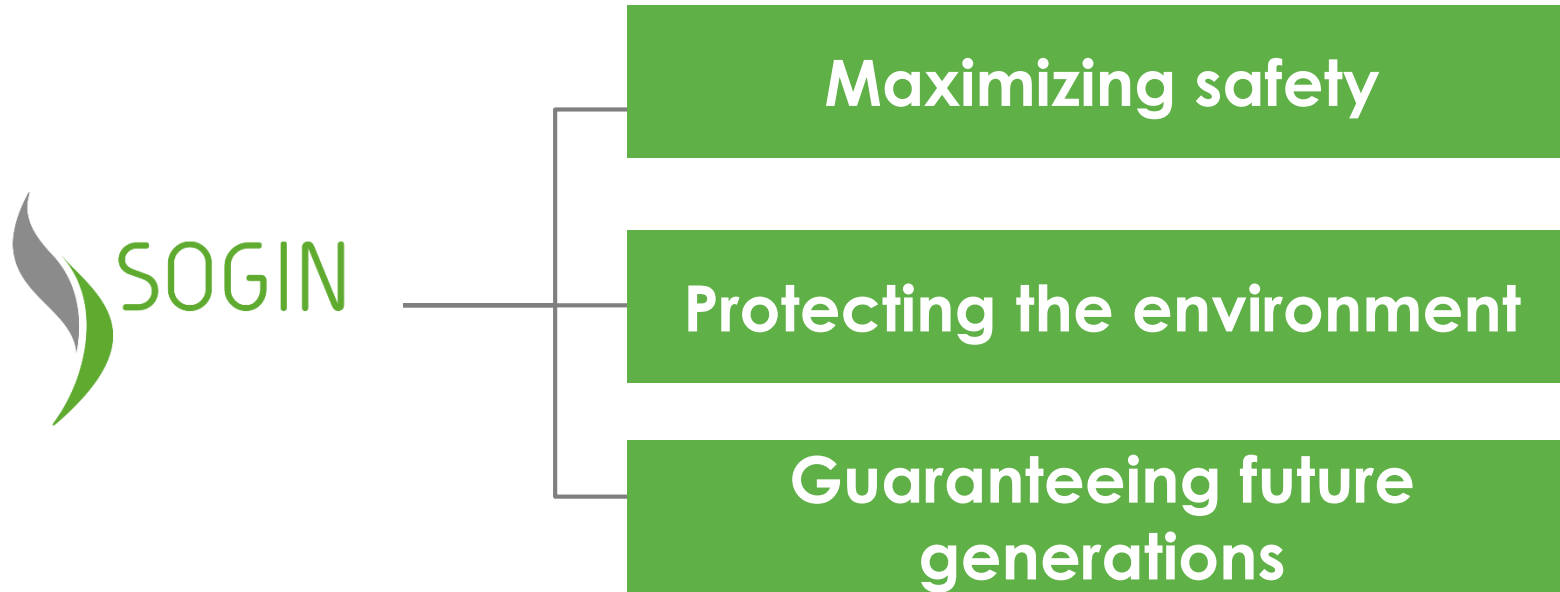 Maximizing safety
SOGIN
Protecting the environment
Guaranteeing future
generations